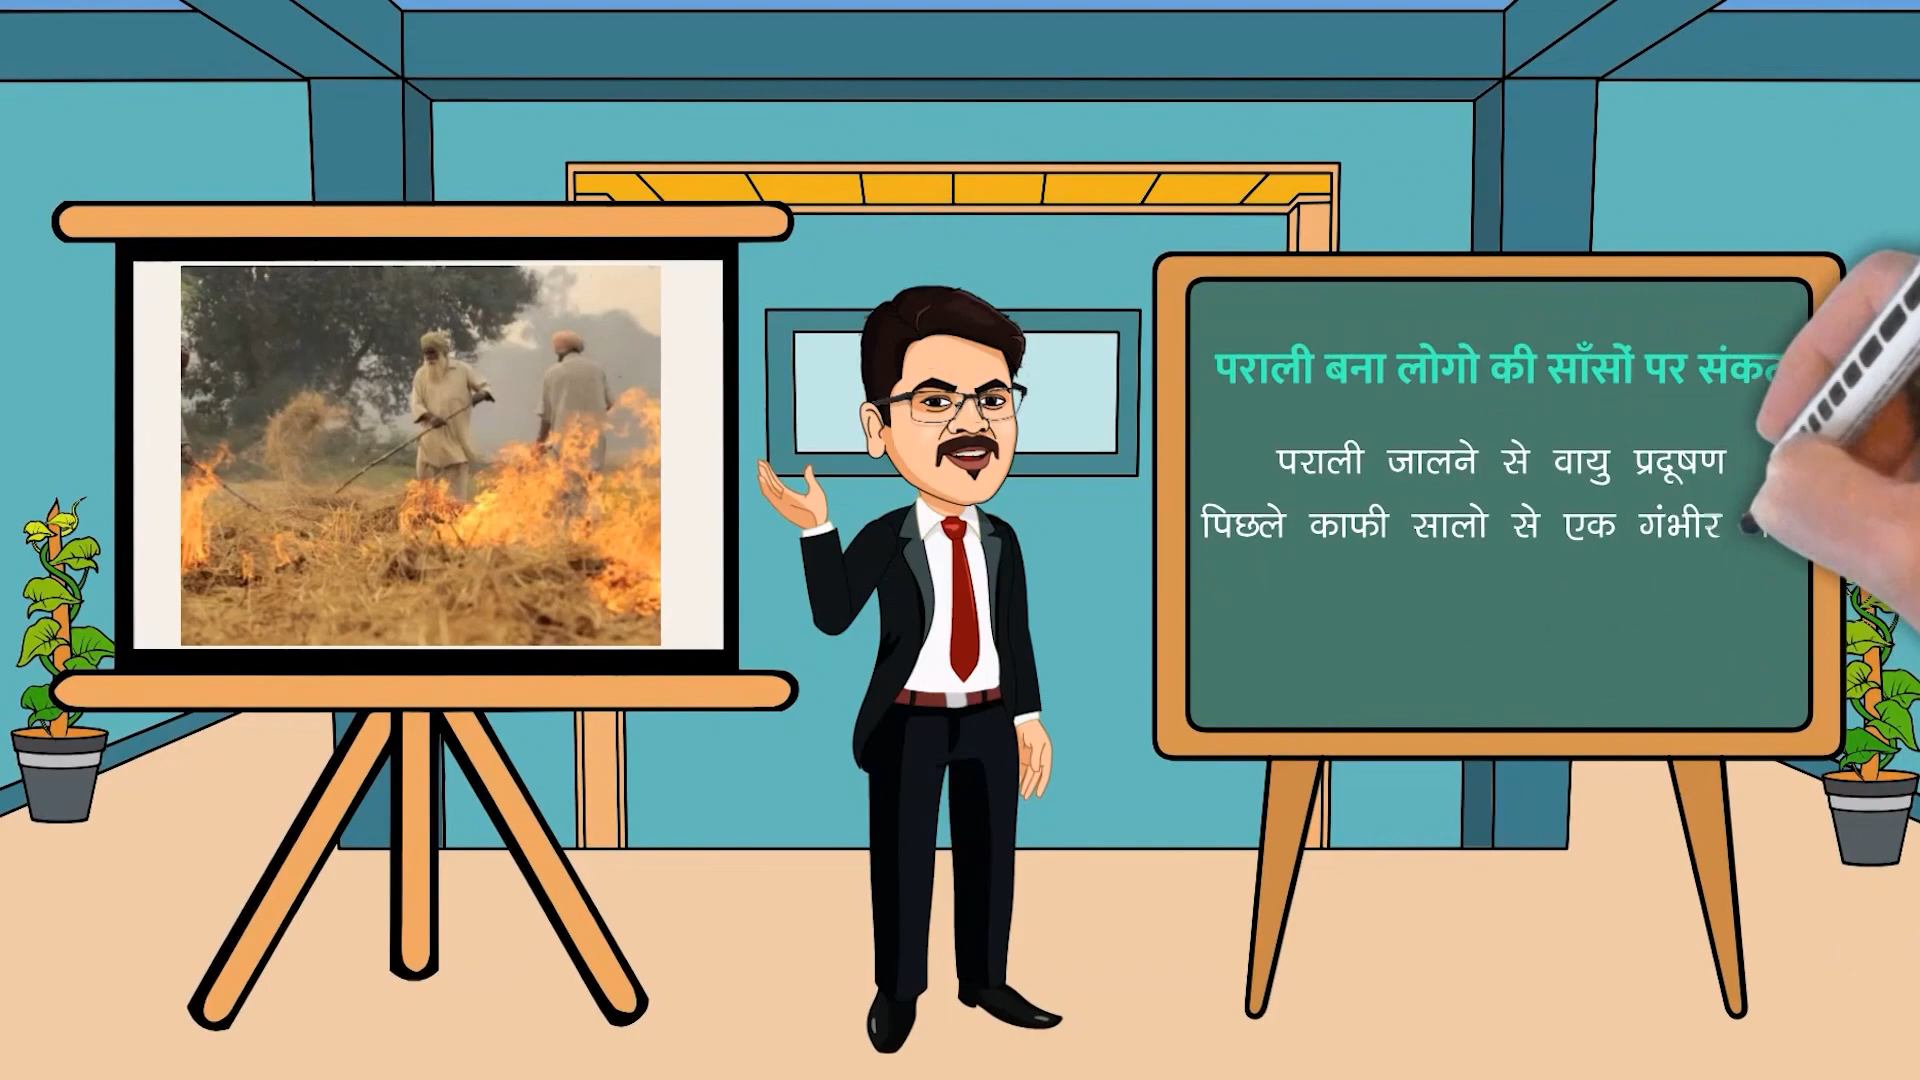 पराली बना लोगो की साँसों पर
पराली जालने से वायु प्रदूषण
पिछले काफी सालो से एक गंभीर